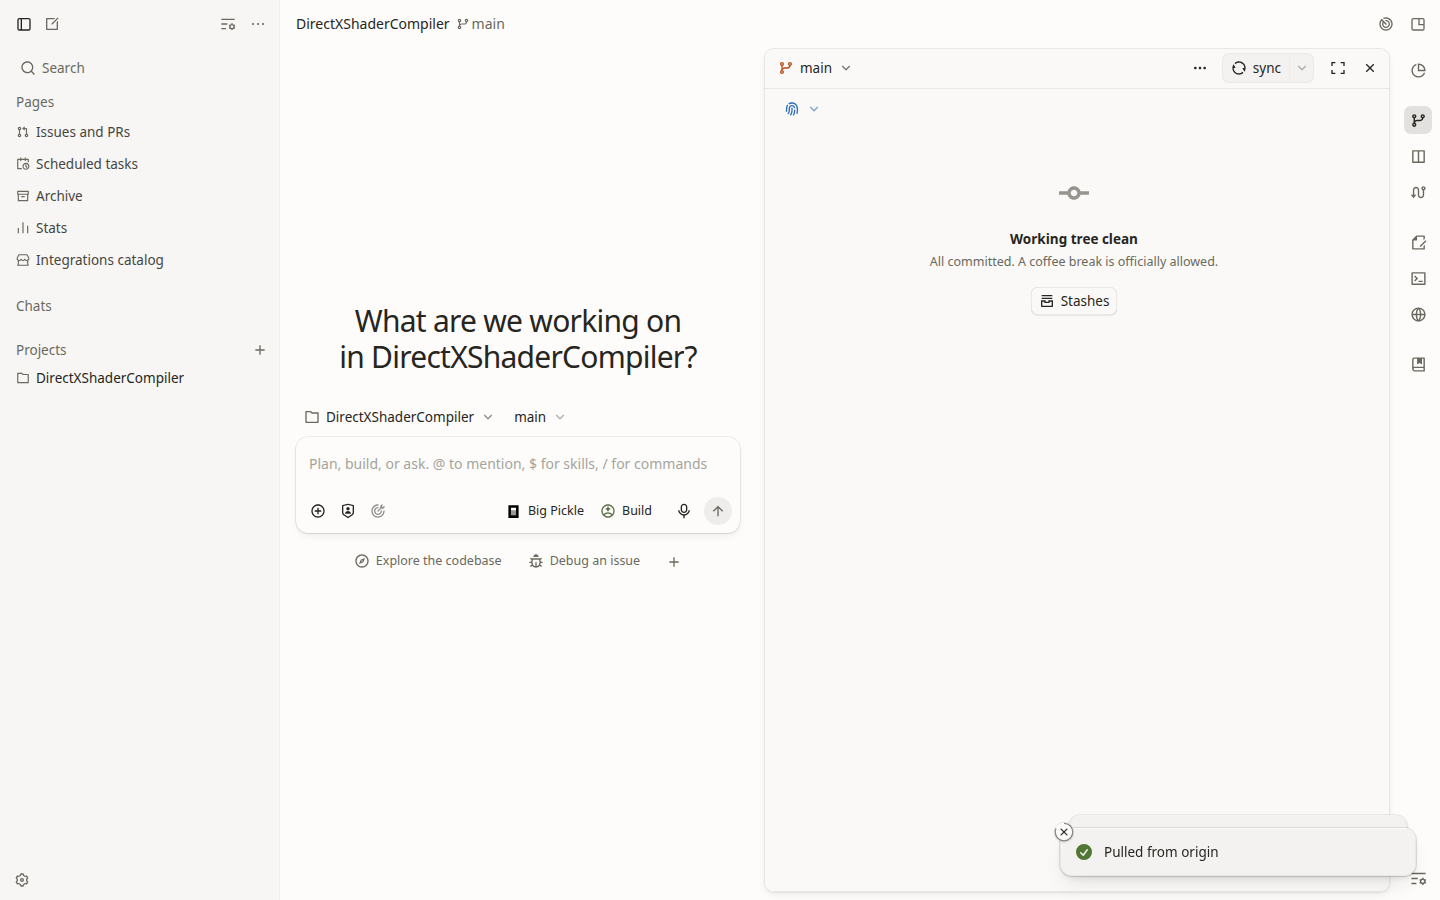 DirectXShaderCompiler main
Search
Pages
Issues and PRs
Scheduled tasks
Archive
Stats
Integrations catalog
Chats
Projects
DirectXShaderCompiler
What are we working on
in DirectXShaderCompiler?
DirectXShaderCompiler main
Plan, build, or ask. @ to mention, $ for skills, / for commands
Big Pickle Build
Explore the codebase Debug an issue
main sync
Working tree clean
All committed. A coffee break is officially allowed.
Stashes
Pulled from origin